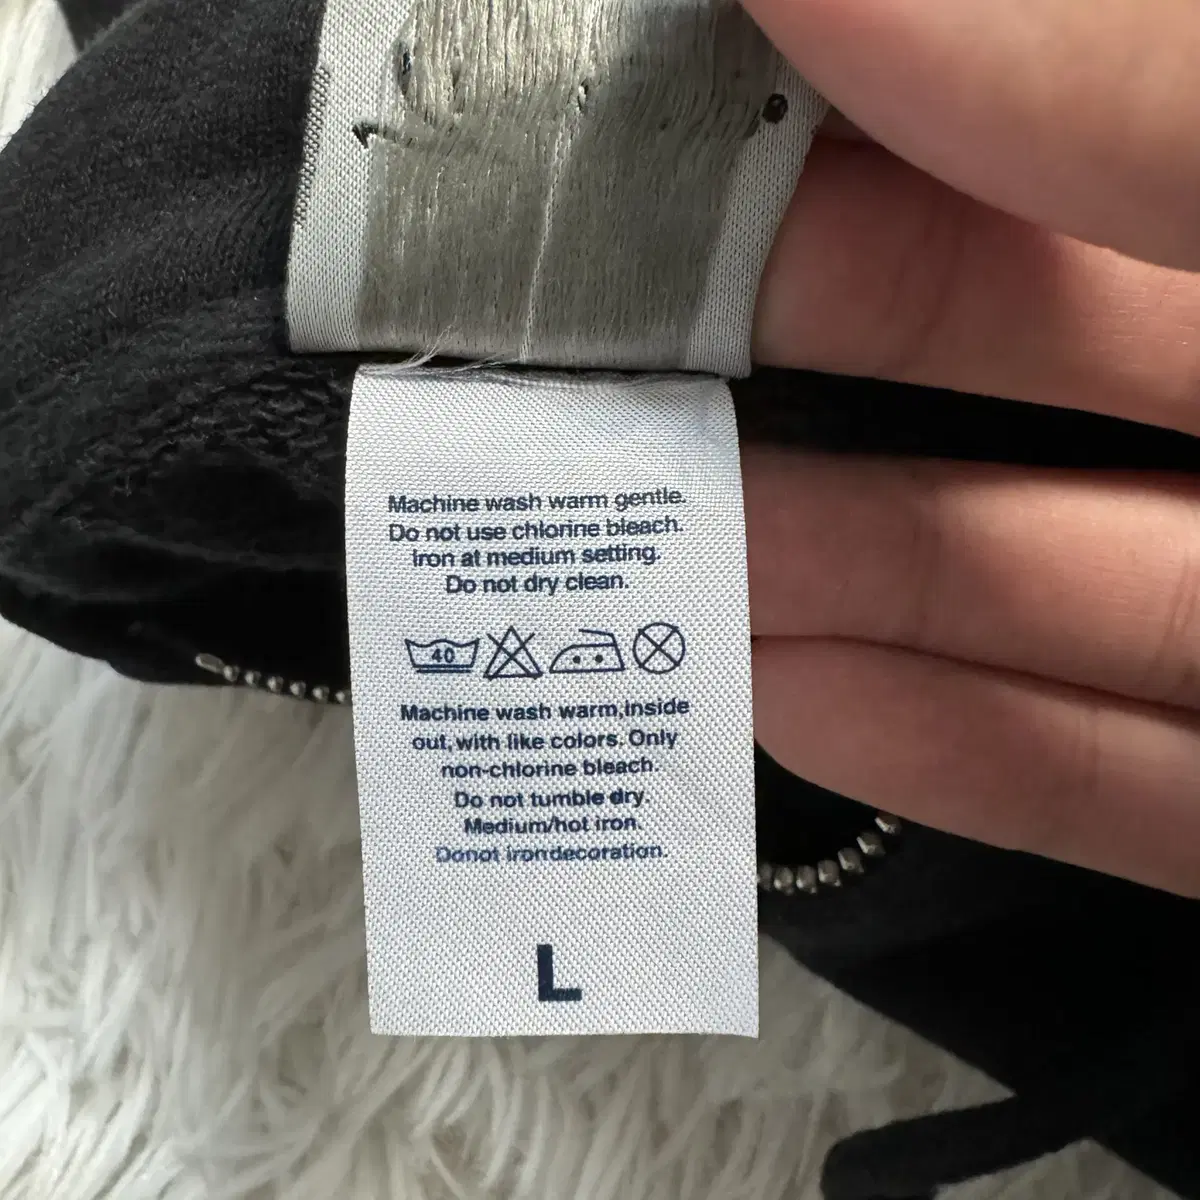 Machine wash warm gentle.
Do not use chlorine bleach.
Iron at medium setting.
Do not dry clean.
40
Machine wash warm,inside
out, with like colors. Only
non-chlorine bleach.
Do not tumble dry.
Medium/hot iron.
Donot irondecoration.
L